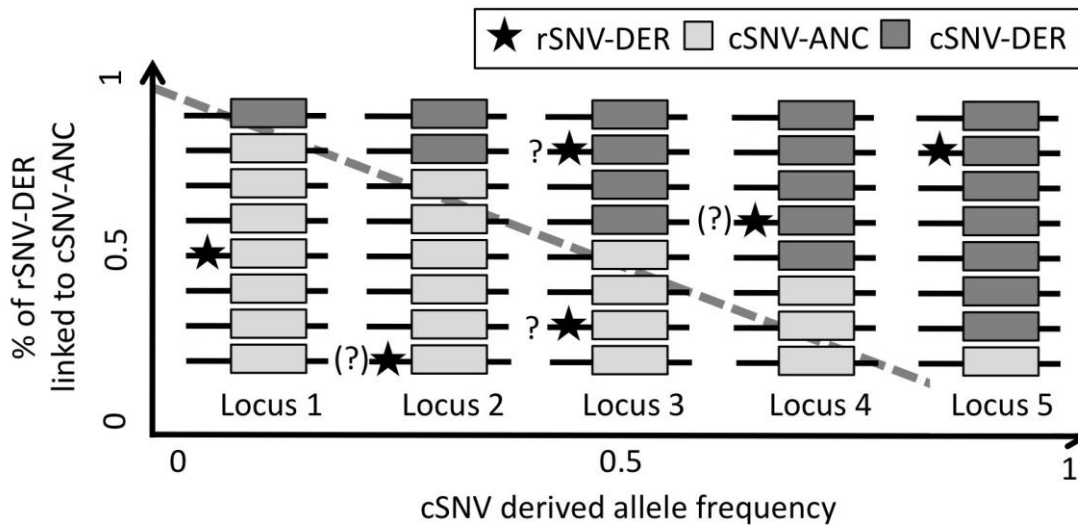 rSNV-DER cSNV-ANC cSNV-DER
% of rSNV-DER
linked to cSNV-ANC
1
0.5
0
?
(?)
(?)
?
Locus 1 Locus 2 Locus 3 Locus 4 Locus 5
0 0.5 1
cSNV derived allele frequency